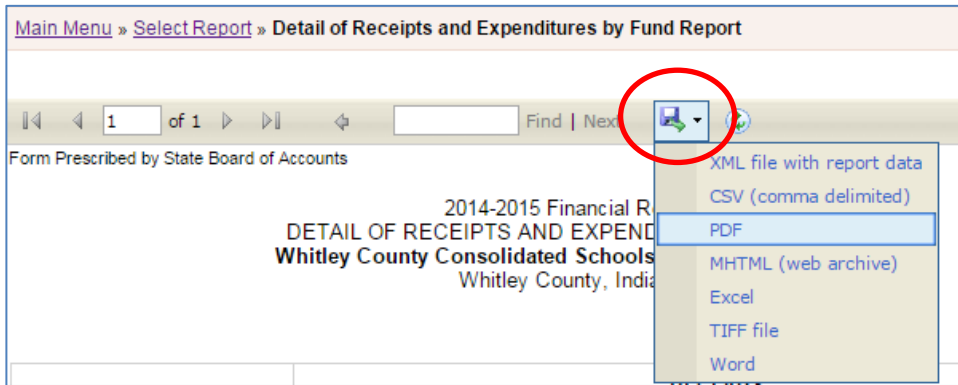 Main Menu » Select Report » Detail of Receipts and Expenditures by Fund Report
1 of 1 Find | Next
Form Prescribed by State Board of Accounts
XML file with report data
CSV (comma delimited)
PDF
MHTML (web archive)
Excel
TIFF file
Word
2014-2015 Financial
DETAIL OF RECEIPTS AND
Whitley County Consolidated Schools
Whitley County,